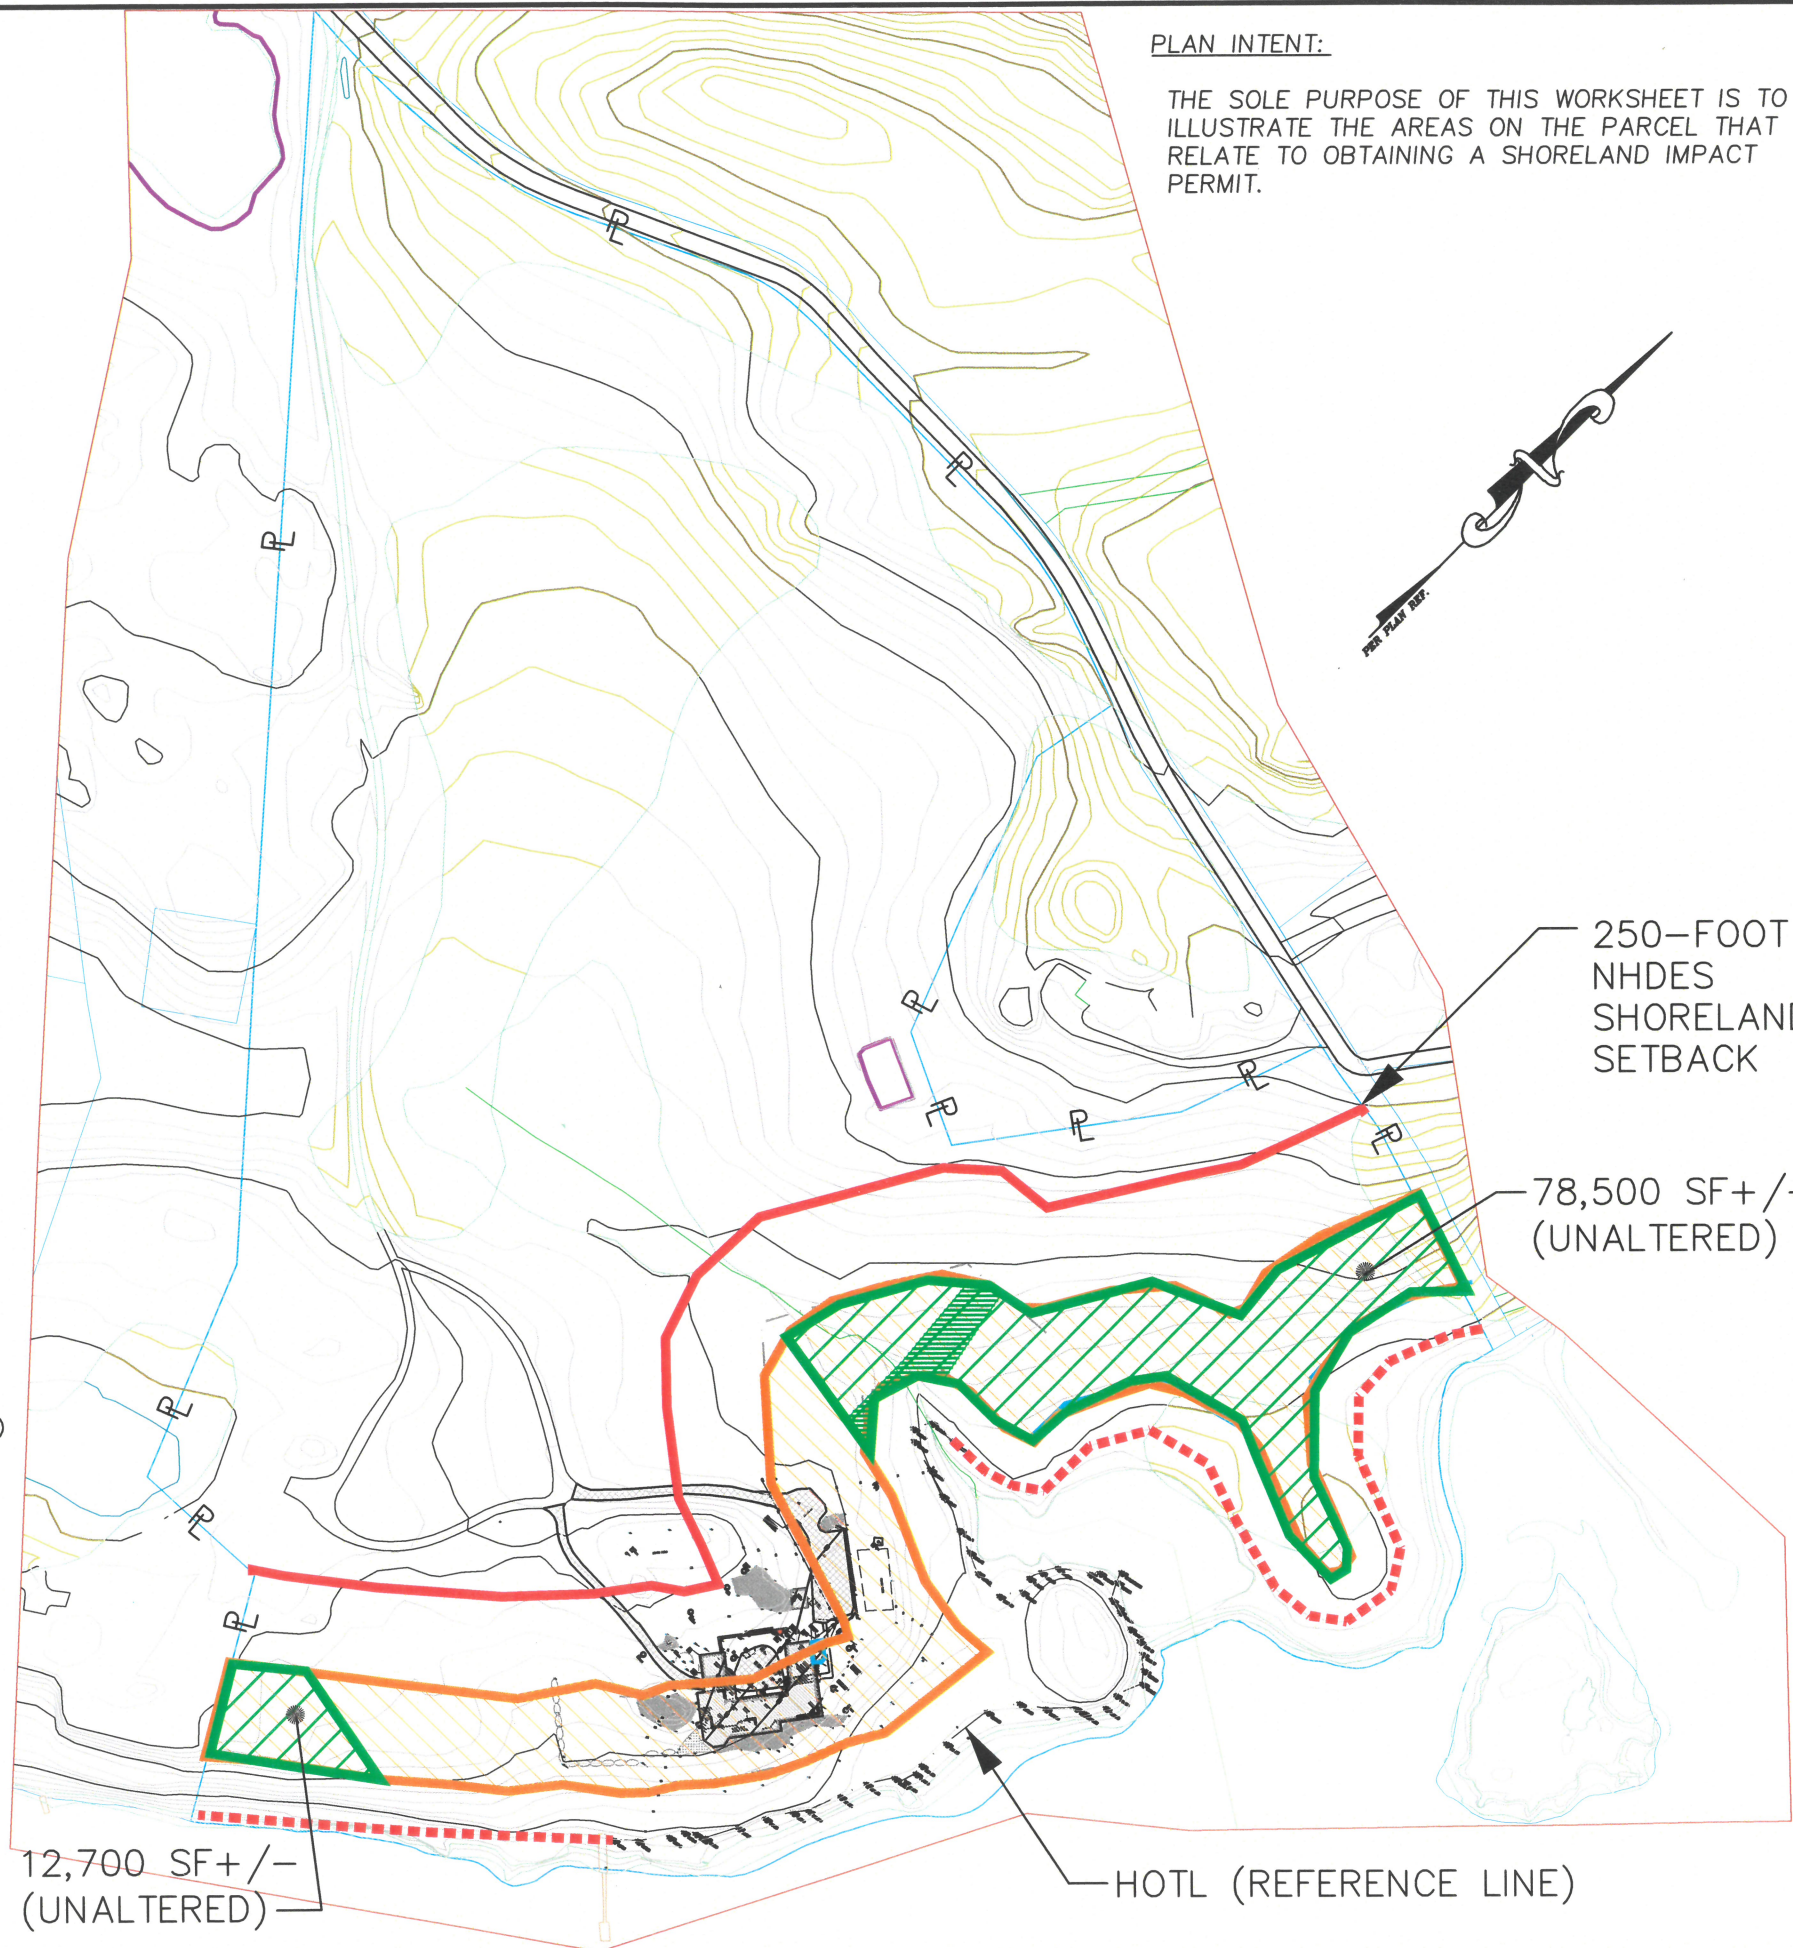 PLAN INTENT:
THE SOLE PURPOSE OF THIS WORKSHEET IS TO
ILLUSTRATE THE AREAS ON THE PARCEL THAT
RELATE TO OBTAINING A SHORELAND IMPACT
PERMIT.
PL
PL
PL
PER PLAN REF.
250-FOOT
NHDES
SHORELAND
SETBACK
PL
PL
PL
PL
PL
78,500 SF+/-
(UNALTERED)
PL
PL
PL
12,700 SF+/-
(UNALTERED)
HOTL (REFERENCE LINE)